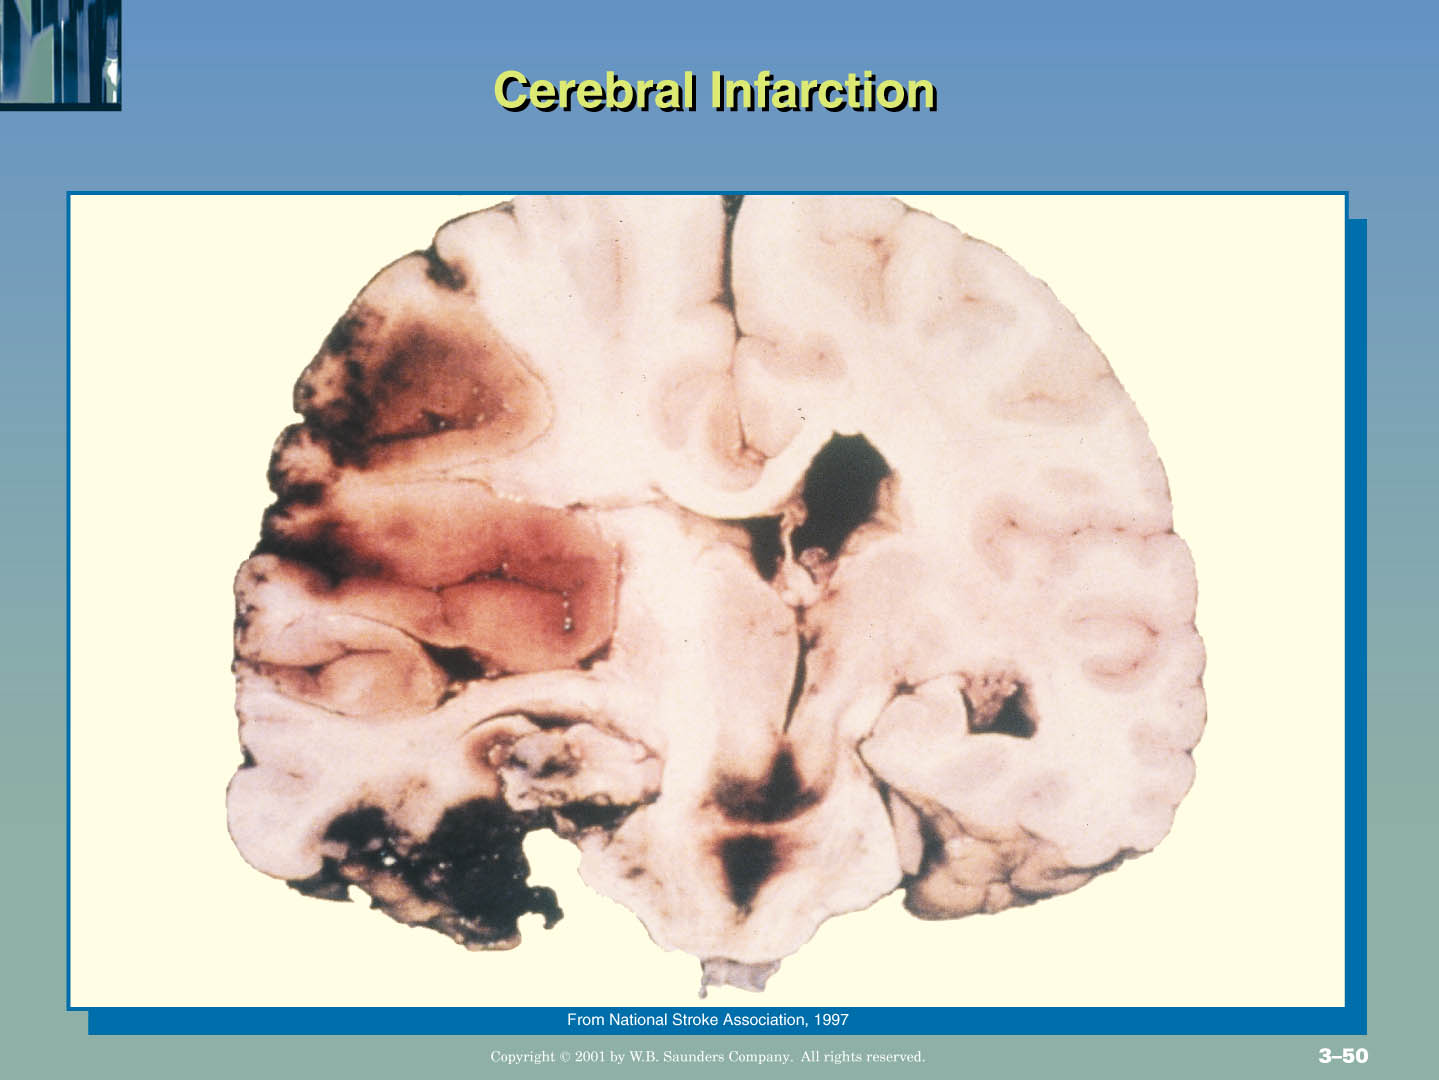 Cerebral Infarction
From National Stroke Association, 1997
Copyright © 2001 by W.B. Saunders Company. All rights reserved.
3–50